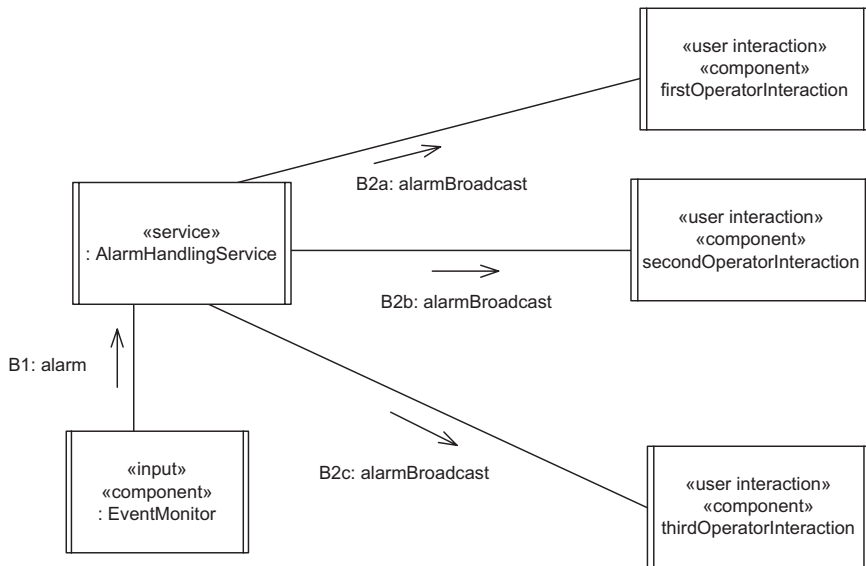 «user interaction»
«component»
firstOperatorInteraction
B2a: alarmBroadcast
«service»
: AlarmHandlingService
«user interaction»
«component»
secondOperatorInteraction
B2b: alarmBroadcast
B1: alarm
«input»
«component»
: EventMonitor
B2c: alarmBroadcast
«user interaction»
«component»
thirdOperatorInteraction